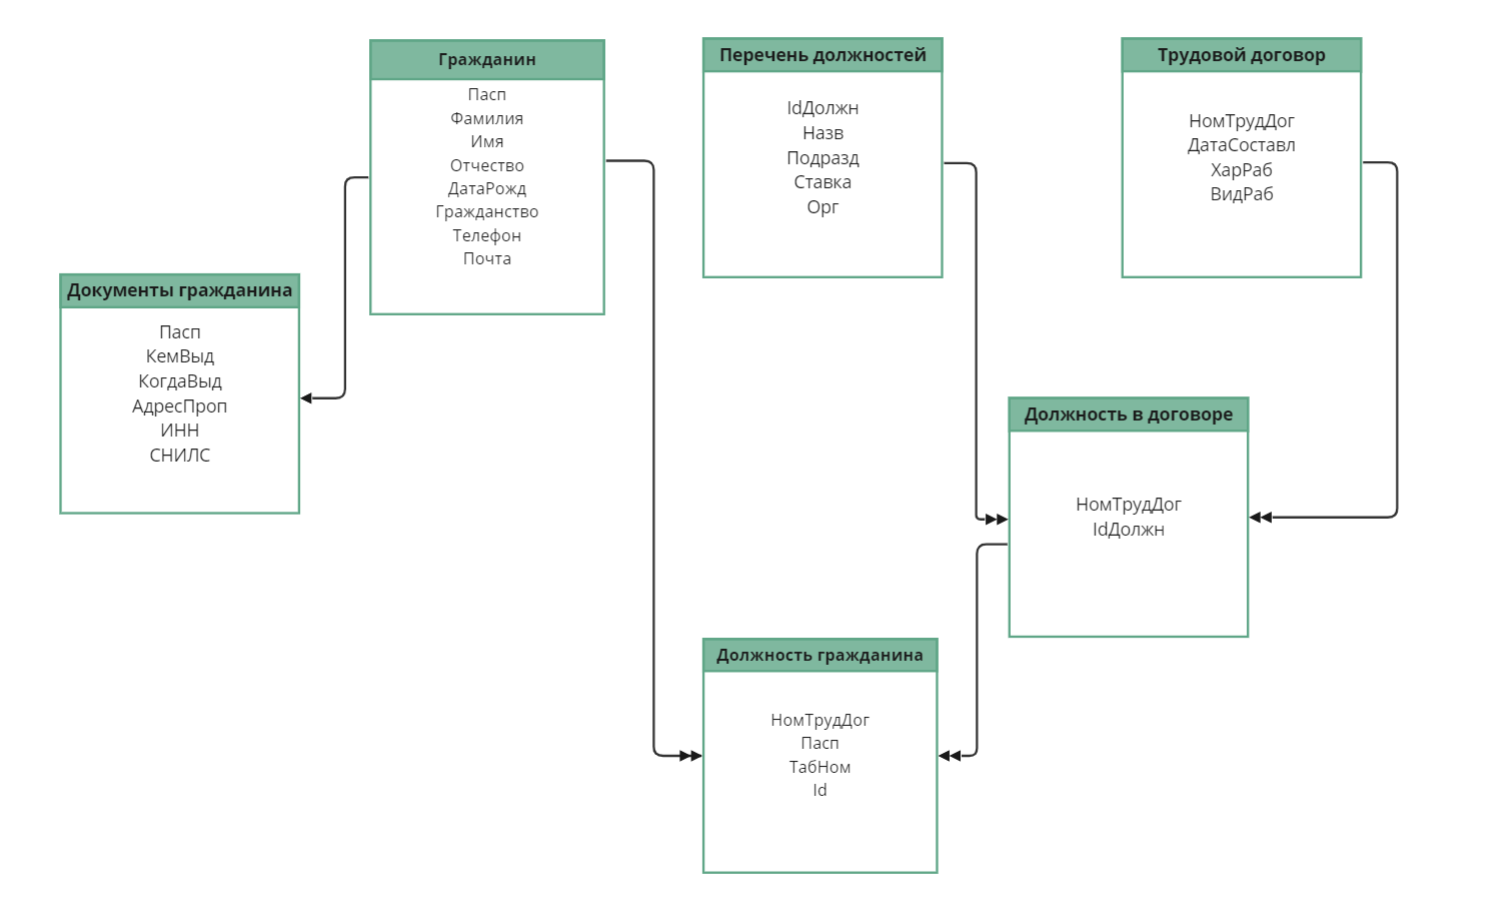 Гражданин
Пасп
Фамилия
Имя
Отчество
ДатаРожд
Гражданство
Телефон
Почта
Перечень должностей
IdДолжн
Назв
Подразд
Ставка
Орг
Трудовой договор
НомТрудДог
ДатаСоставл
ХарРаб
ВидРаб
Документы гражданина
Пасп
КемВыд
КогдаВыд
АдресПроп
ИНН
СНИЛС
Должность в договоре
НомТрудДог
IdДолжн
Должность гражданина
НомТрудДог
Пасп
ТабНом
Id